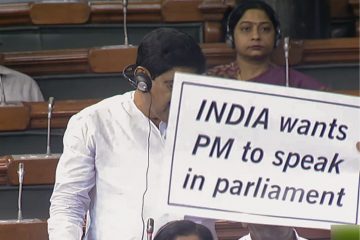 INDIA wants
PM to speak
in parliament